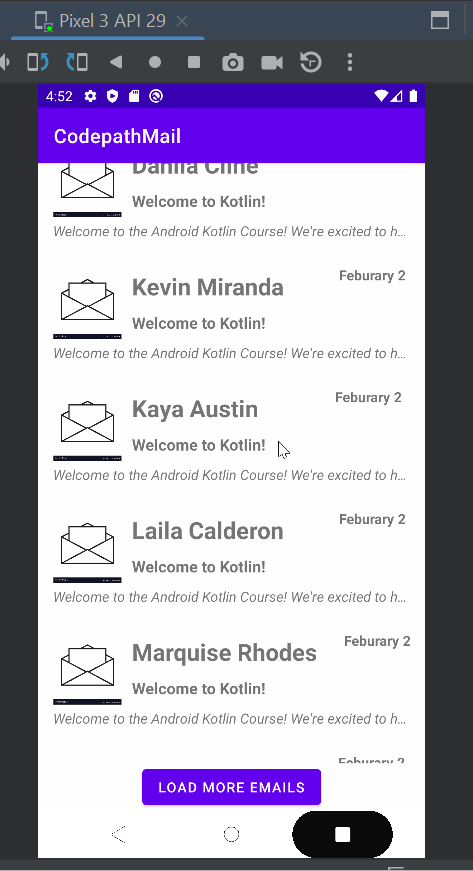 Pixel 3 API 29
4:52
CodepathMail
Danila Cline
Welcome to Kotlin!
Welcome to the Android Kotlin Course! We're excited to h...
Feburary 2
Kevin Miranda
Welcome to Kotlin!
Welcome to the Android Kotlin Course! We're excited to h...
Feburary 2
Kaya Austin
Welcome to Kotlin!
Welcome to the Android Kotlin Course! We're excited to h...
Feburary 2
Laila Calderon
Welcome to Kotlin!
Welcome to the Android Kotlin Course! We're excited to h...
Feburary 2
Marquise Rhodes
Welcome to Kotlin!
Welcome to the Android Kotlin Course! We're excited to h...
Feburary 2
LOAD MORE EMAILS